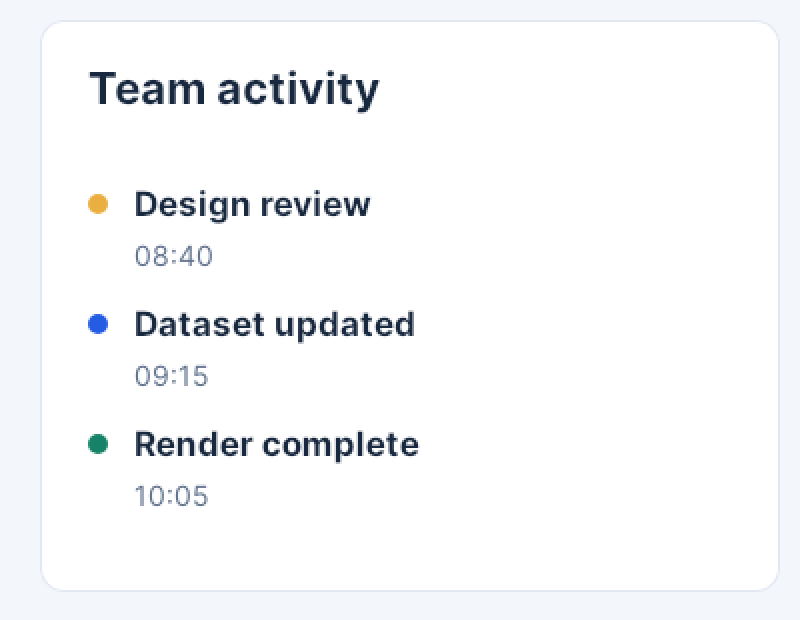 Team activity
Design review
08:40
Dataset updated
09:15
Render complete
10:05